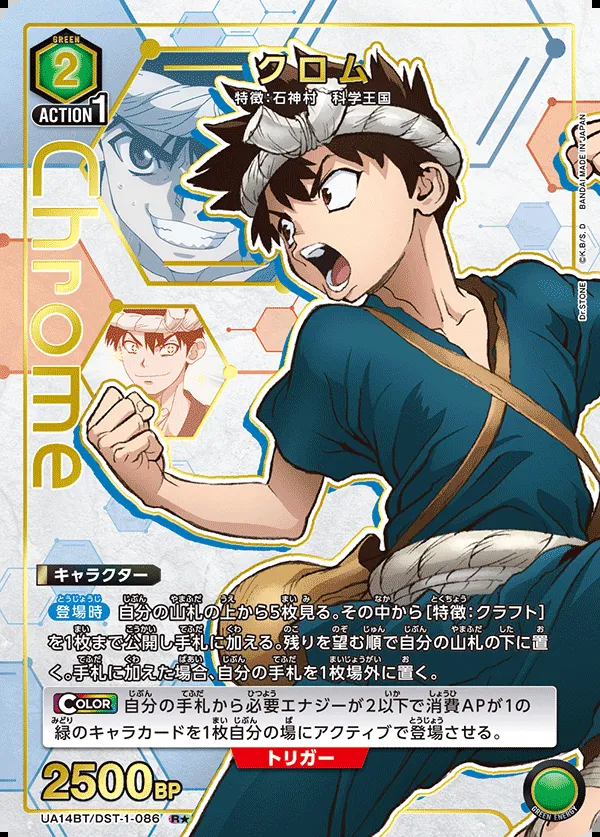 GREEN
2
ACTION 1
クロム
特徴:石神村 科学王国
Chrome
Dr.STONE ©K.B/S, D BANDAI MADE IN JAPAN
キャラクター
登場時 自分の山札の上から5枚見る。その中から[特徴:クラフト]
を1枚まで公開し手札に加える。残りを望む順で自分の山札の下に置
く。手札に加えた場合、自分の手札を1枚場外に置く。
COLOR 自分の手札から必要エナジーが2以下で消費APが1の
緑のキャラカードを1枚自分の場にアクティブで登場させる。
トリガー
2500BP
UA14BT/DST-1-086 R★
GREEN ENERGY